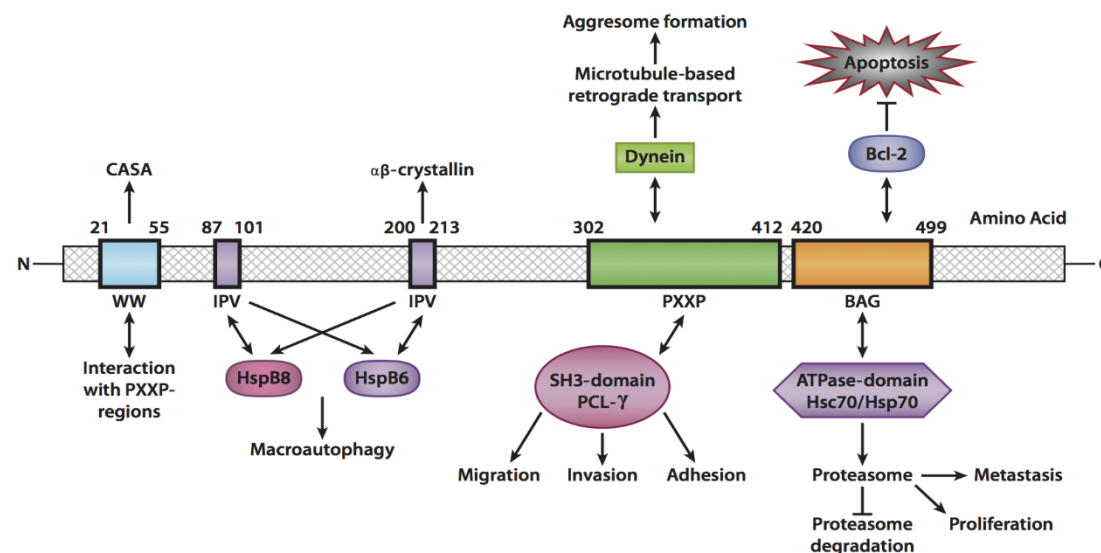 Aggresome formation
Microtubule-based
retrograde transport
Dynein
Apoptosis
Bcl-2
CASA
αβ-crystallin
Amino Acid
21 55 87 101 200 213 302 412 420 499
N
C
WW
IPV
IPV
PXXP
BAG
Interaction
with PXXP-
regions
HspB8
HspB6
Macroautophagy
SH3-domain
PCL-γ
Migration
Invasion
Adhesion
ATPase-domain
Hsc70/Hsp70
Proteasome
Metastasis
Proteasome
degradation
Proliferation